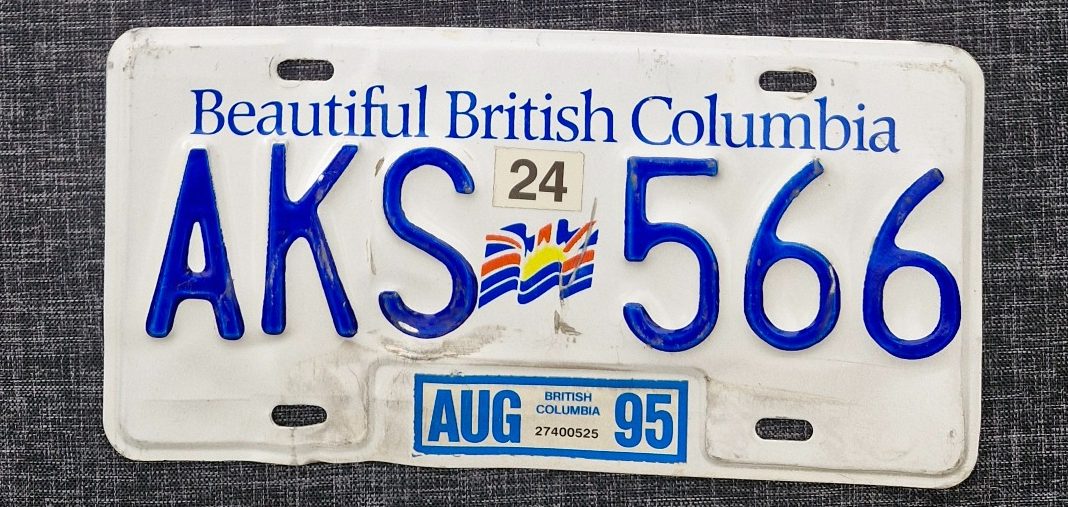 Beautiful British Columbia
AKS 24 566
AUG BRITISH COLUMBIA 27400525 95